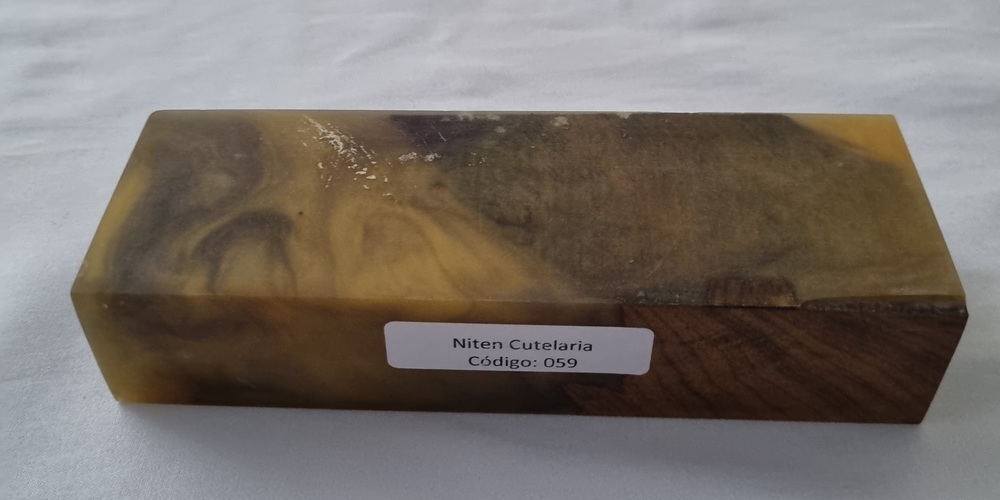 Niten Cutelaria
Código: 059